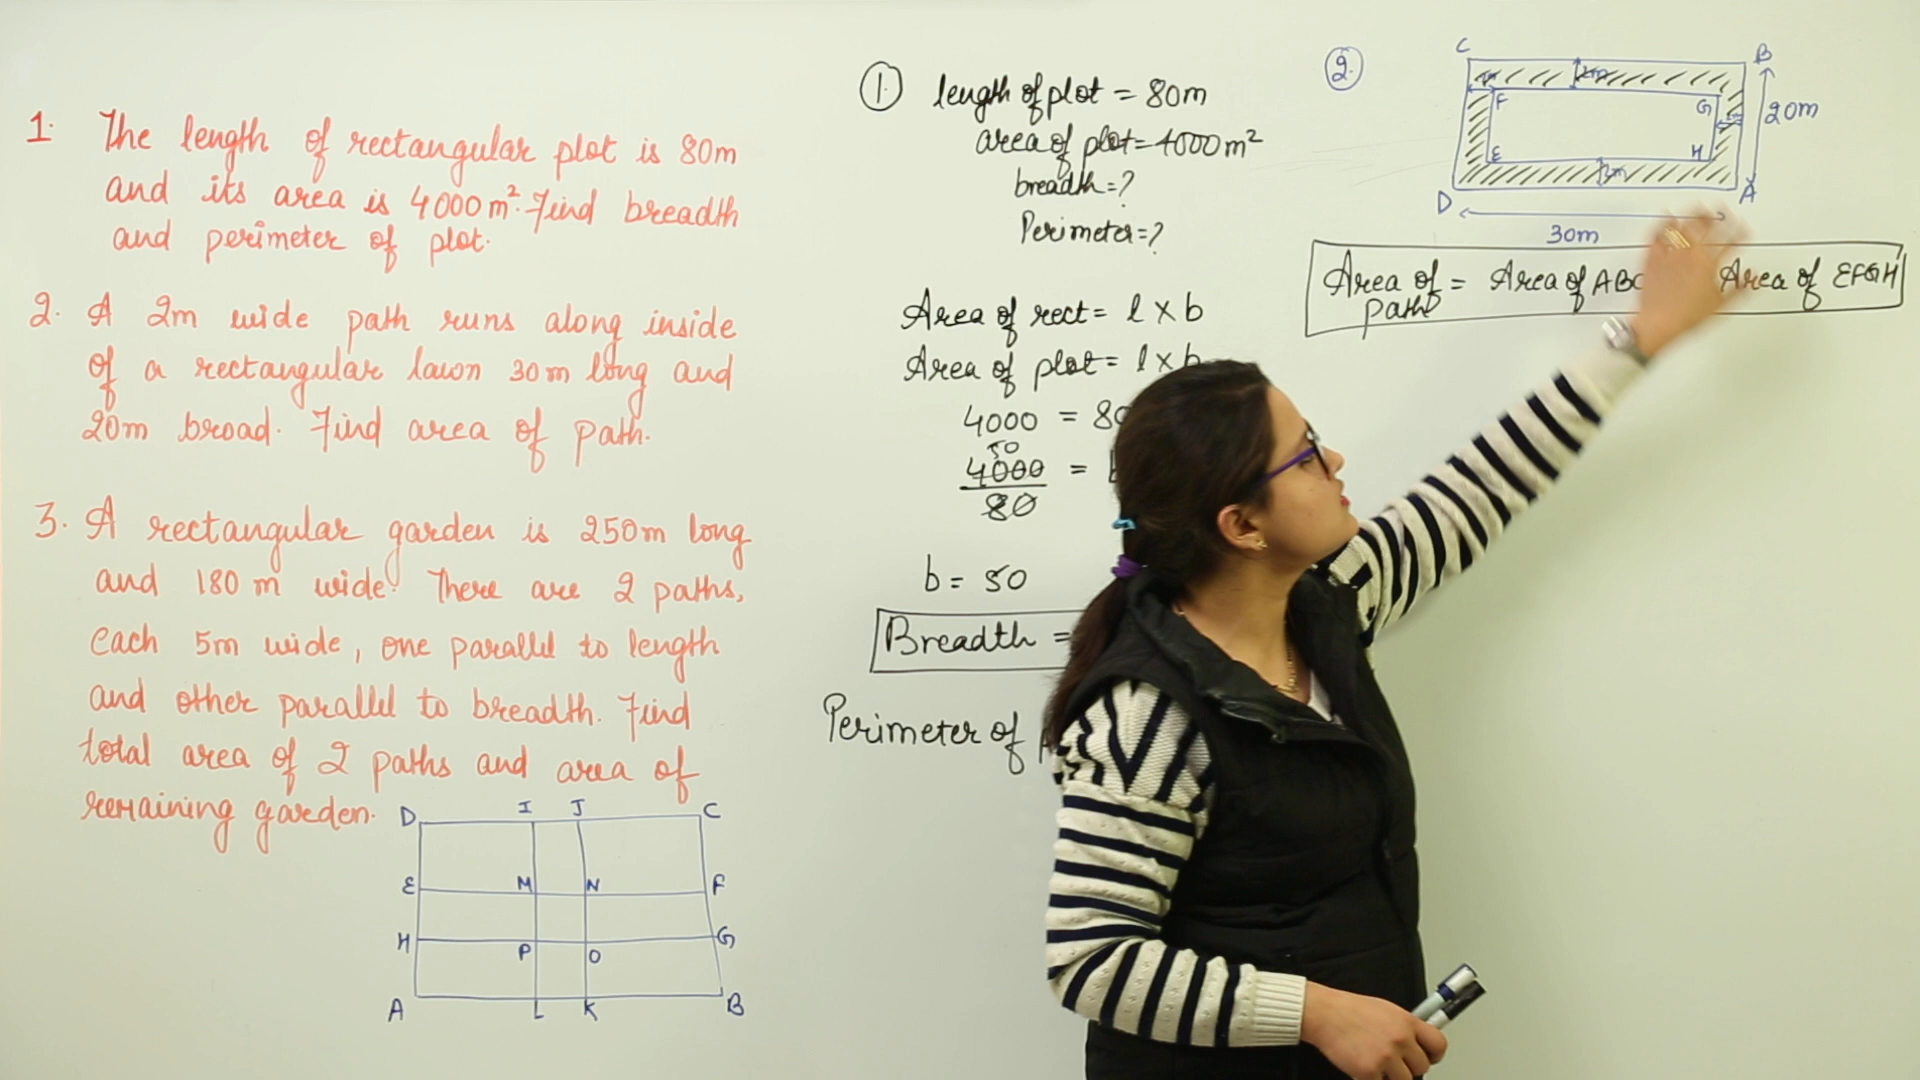 1. The length of rectangular plot is 80m
and its area is 4000 m². Find breadth
and perimeter of plot.
2. A 2m wide path runs along inside
of a rectangular lawn 30m long and
20m broad. Find area of path.
3. A rectangular garden is 250m long
and 180 m wide. There are 2 paths,
each 5m wide, one parallel to length
and other parallel to breadth. Find
total area of 2 paths and area of
remaining garden.
D I J C
E M N F
H P O G
A L K B
1. length of plot = 80m
area of plot = 4000m²
breadth = ?
Perimeter = ?
Area of rect = l x b
Area of plot = l x b
4000 = 80
50
4000 =
80
b = 50
Breadth =
Perimeter of
2.
C B
2m
F G
20m
E H
2m
D A
30m
Area of path = Area of ABC Area of EFGH